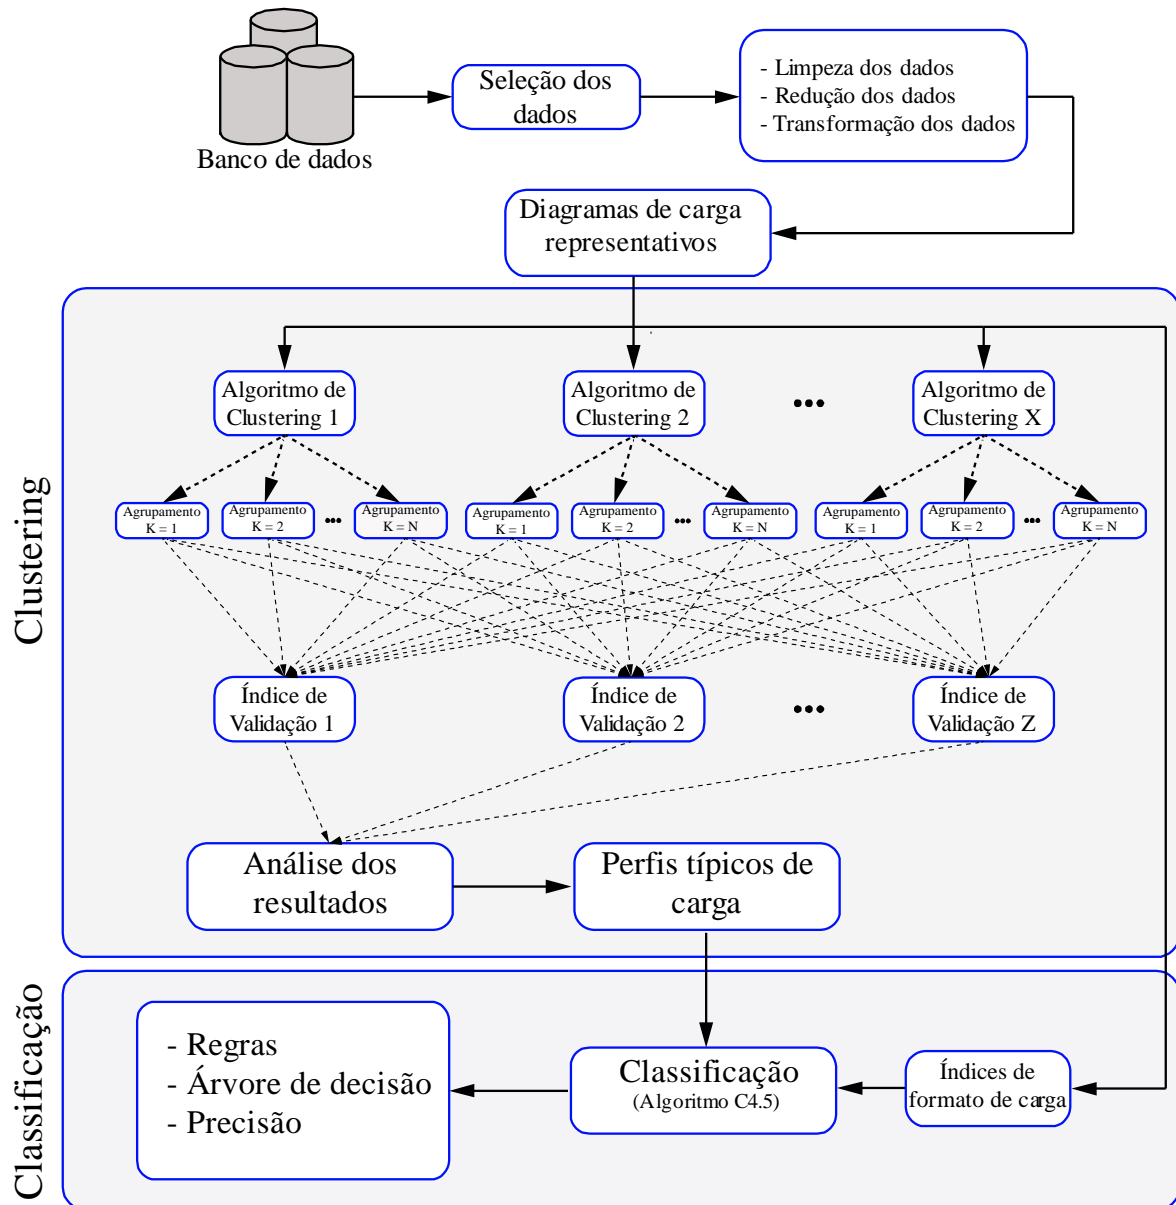 Banco de dados
Seleção dos
dados
- Limpeza dos dados
- Redução dos dados
- Transformação dos dados
Diagramas de carga
representativos
Clustering
Algoritmo de
Clustering 1
Algoritmo de
Clustering 2
...
Algoritmo de
Clustering X
Agrupamento
K = 1
Agrupamento
K = 2
...
Agrupamento
K = N
Agrupamento
K = 1
Agrupamento
K = 2
...
Agrupamento
K = N
Agrupamento
K = 1
Agrupamento
K = 2
...
Agrupamento
K = N
Índice de
Validação 1
Índice de
Validação 2
...
Índice de
Validação Z
Análise dos
resultados
Perfis típicos de
carga
Classificação
- Regras
- Árvore de decisão
- Precisão
Classificação
(Algoritmo C4.5)
Índices de
formato de carga